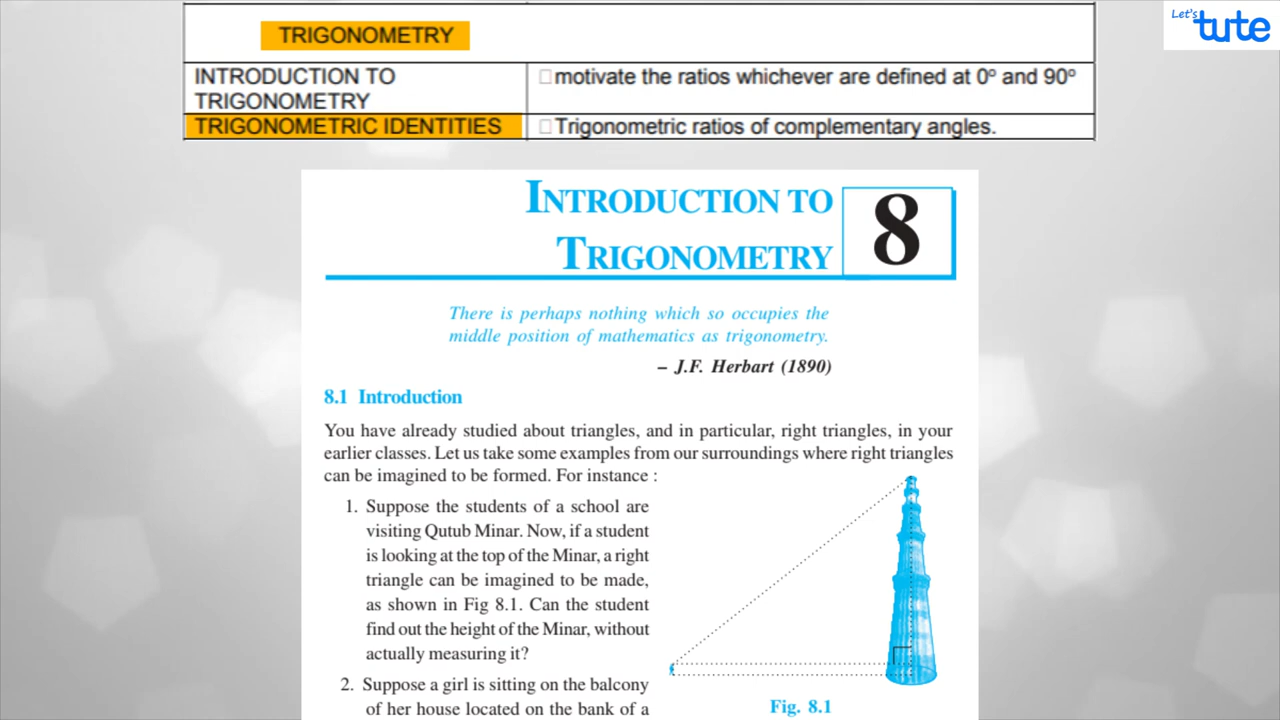 Let's
tute
TRIGONOMETRY
INTRODUCTION TO
TRIGONOMETRY
motivate the ratios whichever are defined at 0º and 90º
TRIGONOMETRIC IDENTITIES
Trigonometric ratios of complementary angles.
INTRODUCTION TO
TRIGONOMETRY
8
There is perhaps nothing which so occupies the
middle position of mathematics as trigonometry.
– J.F. Herbart (1890)
8.1 Introduction
You have already studied about triangles, and in particular, right triangles, in your
earlier classes. Let us take some examples from our surroundings where right triangles
can be imagined to be formed. For instance :
1. Suppose the students of a school are
visiting Qutub Minar. Now, if a student
is looking at the top of the Minar, a right
triangle can be imagined to be made,
as shown in Fig 8.1. Can the student
find out the height of the Minar, without
actually measuring it?
2. Suppose a girl is sitting on the balcony
of her house located on the bank of a
Fig. 8.1